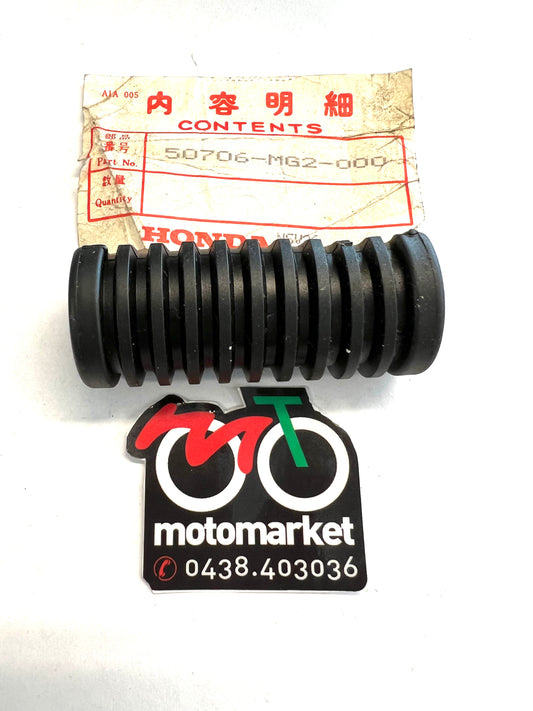 AIA 005
内容明細
CONTENTS
部品
番号
Part No.
50706-MG2-000
数量
Quantity
HONDA
MT
motomarket
0438.403036